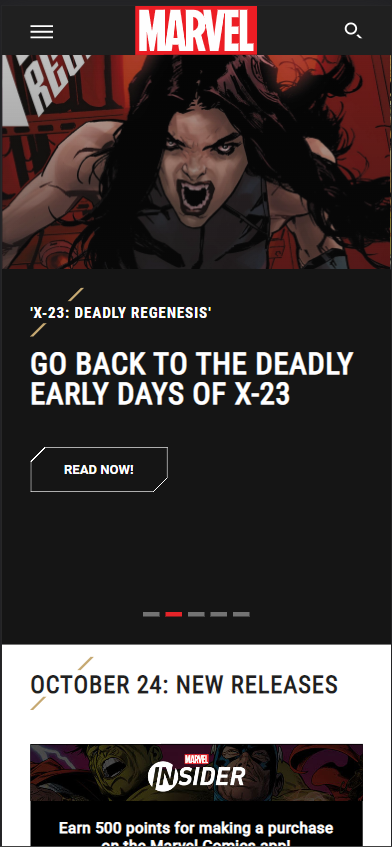 MARVEL
'X-23: DEADLY REGENESIS'
GO BACK TO THE DEADLY
EARLY DAYS OF X-23
READ NOW!
OCTOBER 24: NEW RELEASES
MARVEL
INSIDER
Earn 500 points for making a purchase
on the Marvel Comics app!